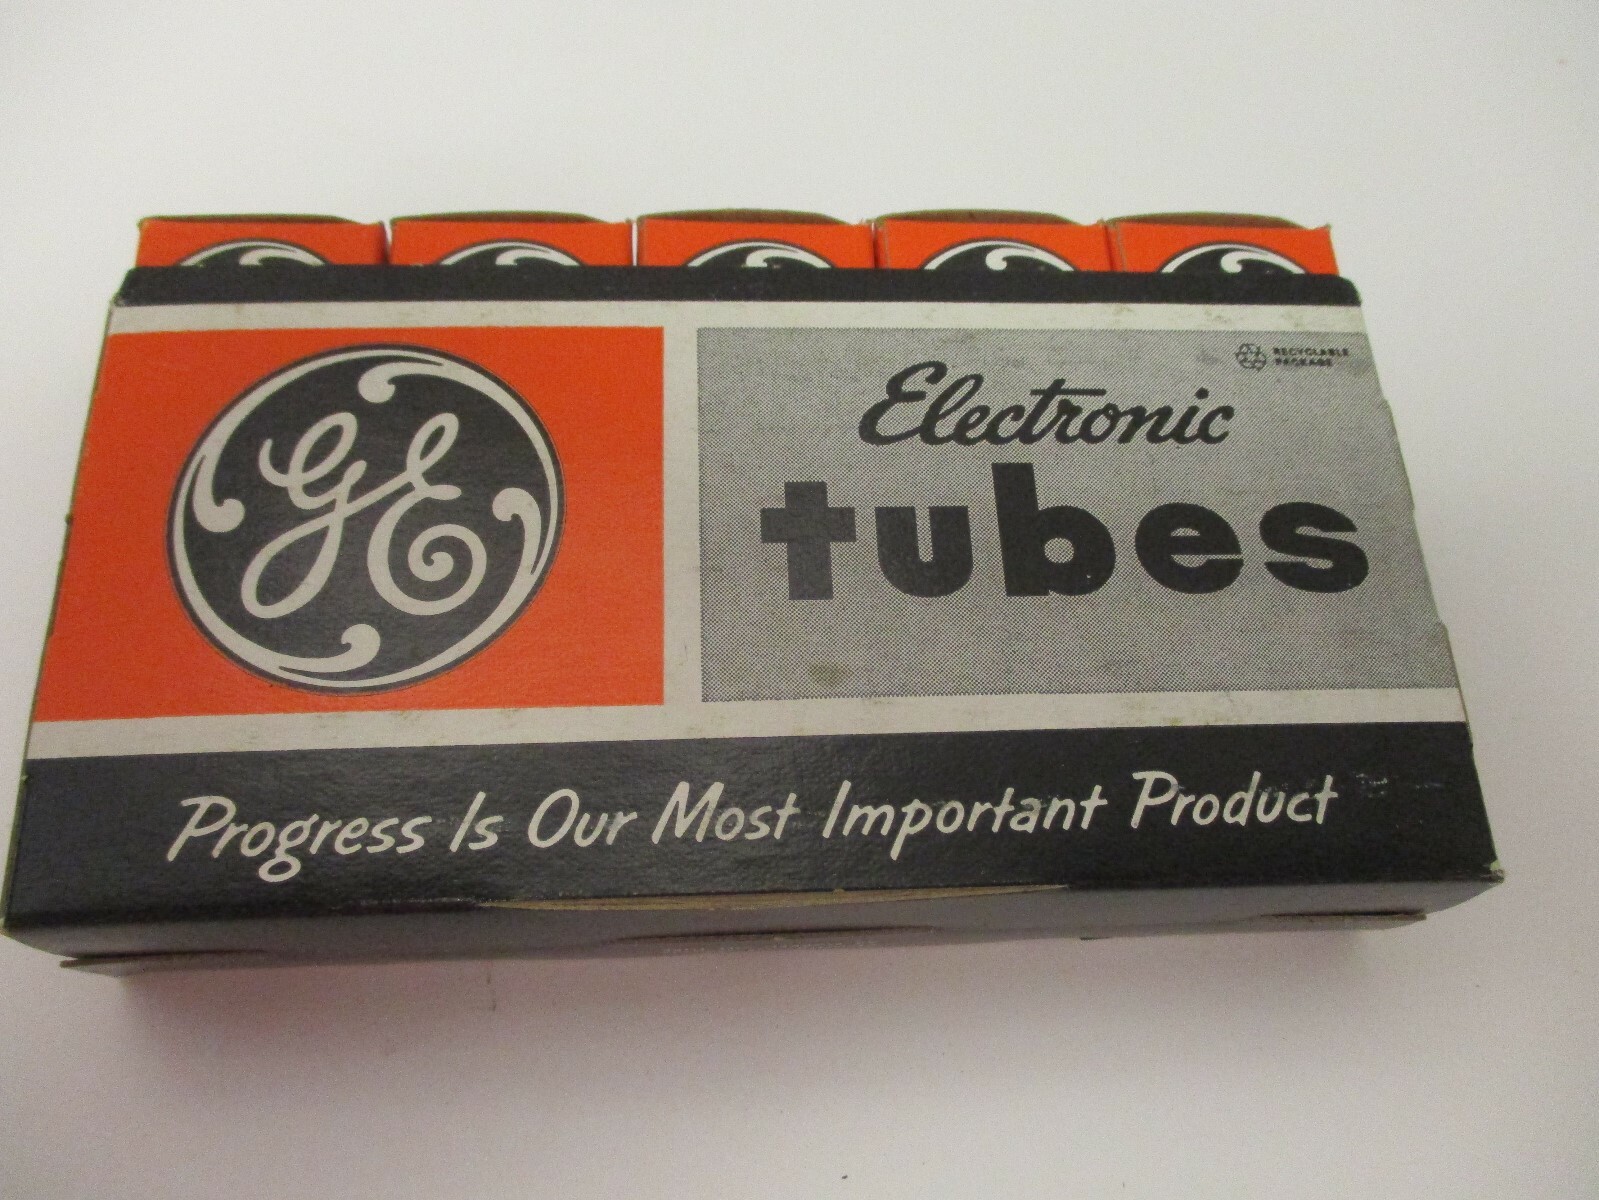 GE
Electronic
tubes
RECYCLABLE
PACKAGE
Progress Is Our Most Important Product